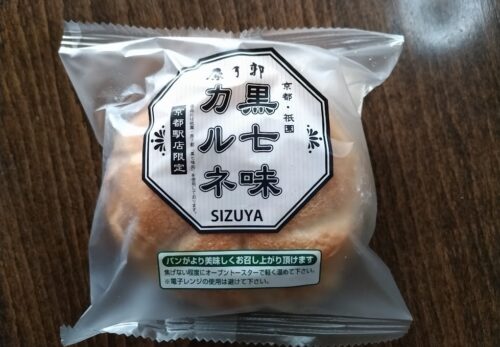 原了郭
京都・祇園
黒七味
カルネ
京都駅店限定
SIZUYA
パンがより美味しくお召し上がり頂けます
焦げない程度にオーブントースターで軽く温めて下さい。
※電子レンジの使用は避けて下さい。